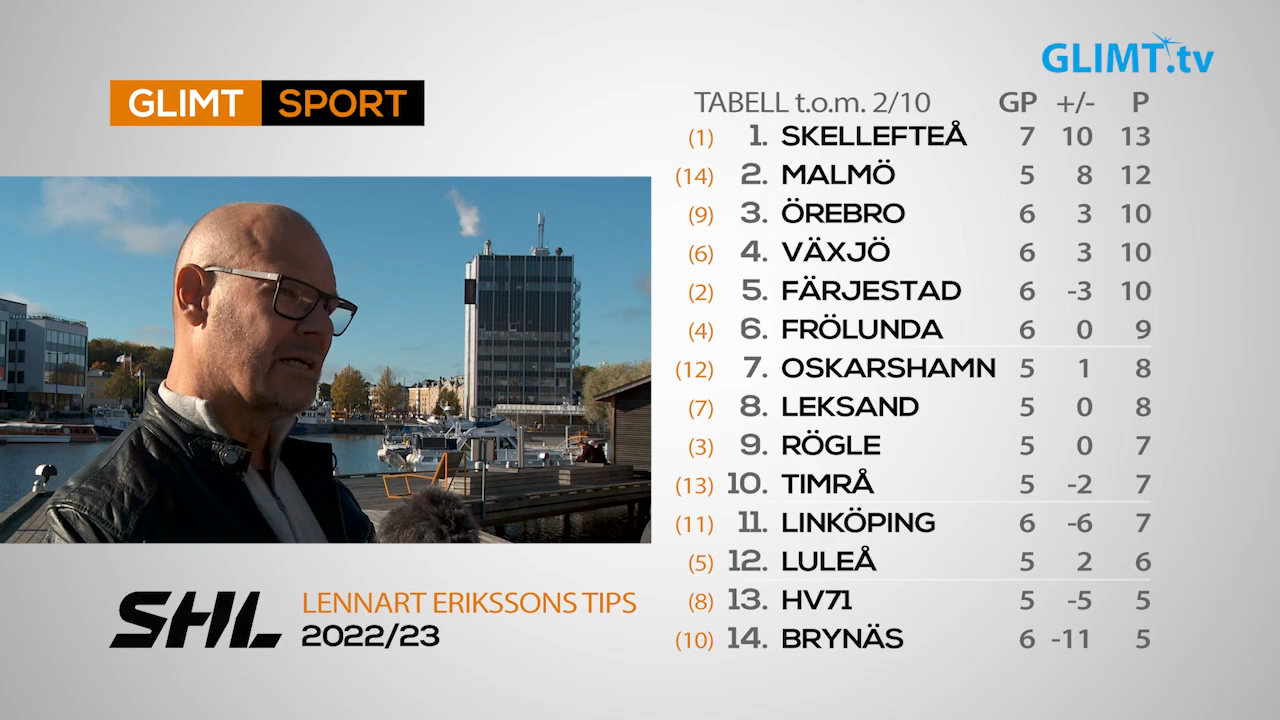 GLIMT.tv
GLIMT SPORT
TABELL t.o.m. 2/10 GP +/- P
(1) 1. SKELLEFTEÅ 7 10 13
(14) 2. MALMÖ 5 8 12
(9) 3. ÖREBRO 6 3 10
(6) 4. VÄXJÖ 6 3 10
(2) 5. FÄRJESTAD 6 -3 10
(4) 6. FRÖLUNDA 6 0 9
(12) 7. OSKARSHAMN 5 1 8
(7) 8. LEKSAND 5 0 8
(3) 9. RÖGLE 5 0 7
(13) 10. TIMRÅ 5 -2 7
(11) 11. LINKÖPING 6 -6 7
(5) 12. LULEÅ 5 2 6
(8) 13. HV71 5 -5 5
(10) 14. BRYNÄS 6 -11 5
SHL
LENNART ERIKSSONS TIPS
2022/23